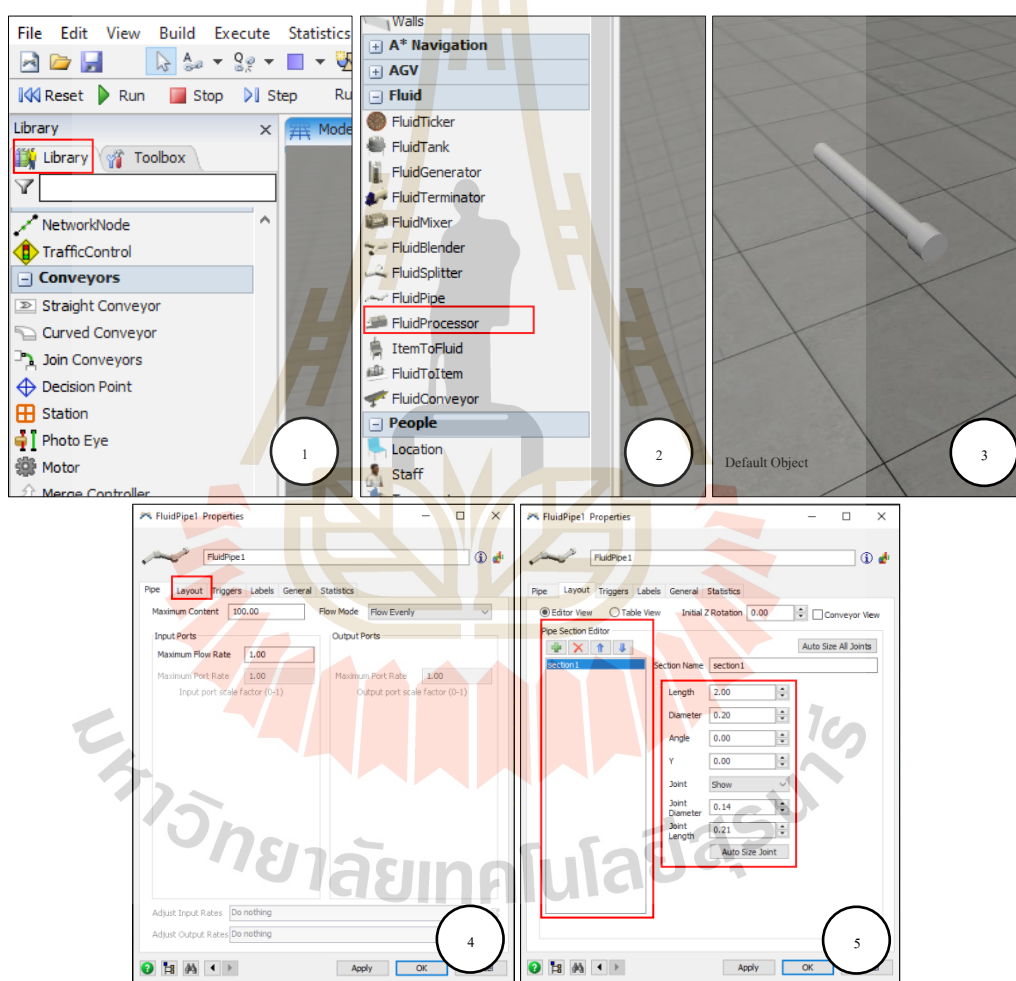 File Edit View Build Execute Statistics
Reset Run Stop Step Ru
Library
Library Toolbox
NetworkNode
TrafficControl
Conveyors
Straight Conveyor
Curved Conveyor
Join Conveyors
Decision Point
Station
Photo Eye
Motor
Merge Controller
Mode
1
Walls
A* Navigation
AGV
Fluid
FluidTicker
FluidTank
FluidGenerator
FluidTerminator
FluidMixer
FluidBlender
FluidSplitter
FluidPipe
FluidProcessor
ItemToFluid
FluidToItem
FluidConveyor
People
Location
Staff
2
Default Object
3
FluidPipe1 Properties
FluidPipe1
Pipe Layout Triggers Labels General Statistics
Maximum Content 100.00 Flow Mode Flow Evenly
Input Ports Output Ports
Maximum Flow Rate 1.00
Maximum Port Rate 1.00 Maximum Port Rate 1.00
Input port scale factor (0-1) Output port scale factor (0-1)
Adjust Input Rates Do nothing
Adjust Output Rates Do nothing
4
Apply OK
FluidPipe1 Properties
FluidPipe1
Pipe Layout Triggers Labels General Statistics
Editor View Table View Initial Z Rotation 0.00 Conveyor View
Pipe Section Editor
Auto Size All Joints
section1 Section Name section1
Length 2.00
Diameter 0.20
Angle 0.00
Y 0.00
Joint Show
Joint Diameter 0.14
Joint Length 0.21
Auto Size Joint
5
Apply OK
มหาวิทยาลัยเทคโนโลยีสุรนารี